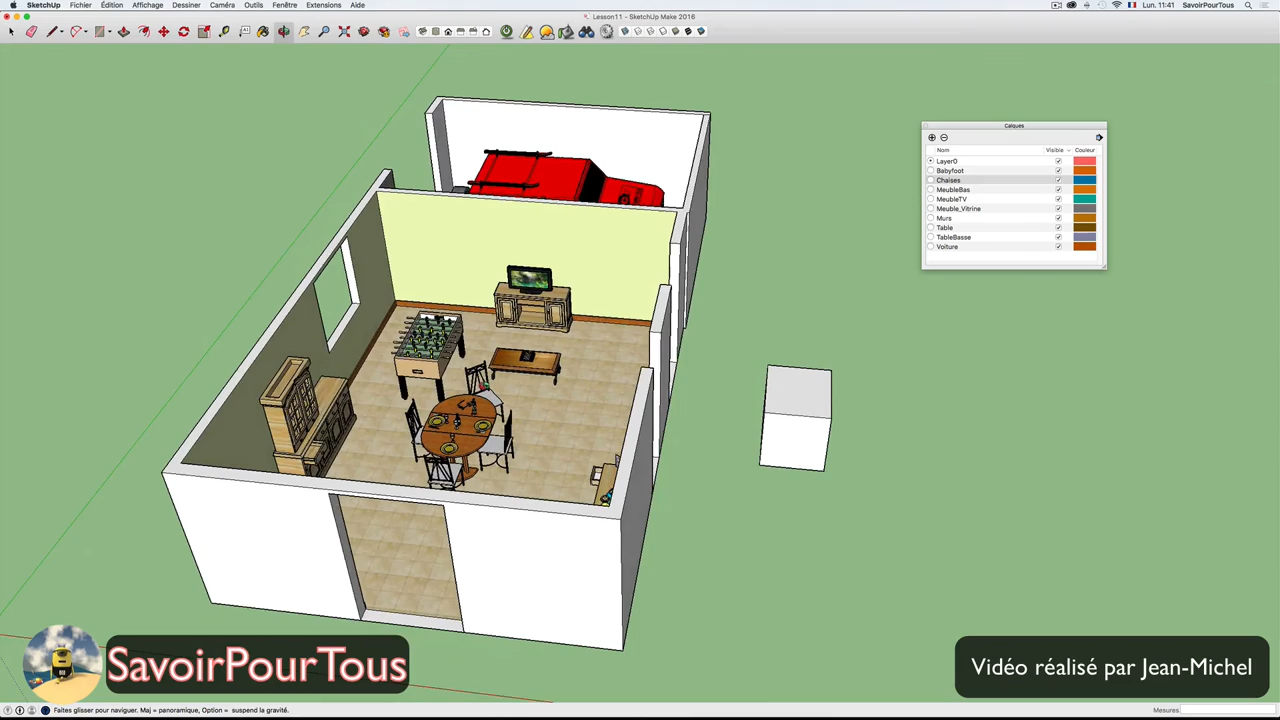 SketchUp Fichier Édition Affichage Dessiner Caméra Outils Fenêtre Extensions Aide Lun. 11:41 SavoirPourTous
Lesson11 - SketchUp Make 2016
Calques
Nom Visible Couleur
Layer0
Babyfoot
Chaises
MeubleBas
MeubleTV
Meuble_Vitrine
Murs
Table
TableBasse
Voiture
SavoirPourTous
Vidéo réalisé par Jean-Michel
Faites glisser pour naviguer. Maj = panoramique, Option = suspend la gravité. Mesures